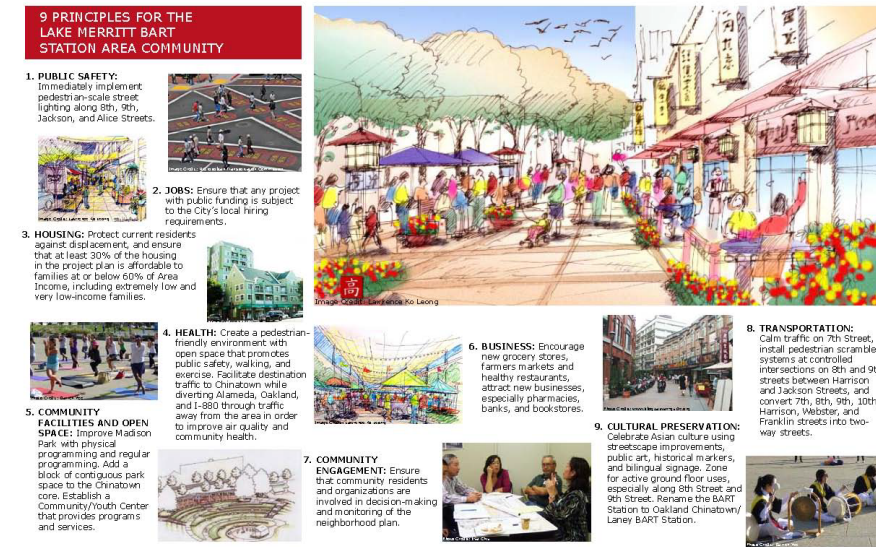 9 PRINCIPLES FOR THE
LAKE MERRITT BART
STATION AREA COMMUNITY
1. PUBLIC SAFETY:
Immediately implement
pedestrian-scale street
lighting along 8th, 9th,
Jackson, and Alice Streets.
2. JOBS: Ensure that any project
with public funding is subject
to the City's local hiring
requirements.
3. HOUSING: Protect current residents
against displacement, and ensure
that at least 30% of the housing
in the project plan is affordable to
families at or below 60% of Area
Income, including extremely low and
very low-income families.
4. HEALTH: Create a pedestrian-
friendly environment with
open space that promotes
public safety, walking, and
exercise. Facilitate destination
traffic to Chinatown while
diverting Alameda, Oakland,
and I-880 through traffic
away from the area in order
to improve air quality and
community health.
5. COMMUNITY
FACILITIES AND OPEN
SPACE: Improve Madison
Park with physical
programming and regular
programming. Add a
block of contiguous park
space to the Chinatown
core. Establish a
Community/Youth Center
that provides programs
and services.
Image Credit: Lawrence Ko Leong
6. BUSINESS: Encourage
new grocery stores,
farmers markets and
healthy restaurants,
attract new businesses,
especially pharmacies,
banks, and bookstores.
7. COMMUNITY
ENGAGEMENT: Ensure
that community residents
and organizations are
involved in decision-making
and monitoring of the
neighborhood plan.
8. TRANSPORTATION:
Calm traffic on 7th Street,
install pedestrian scramble
systems at controlled
intersections on 8th and 9t
streets between Harrison
and Jackson Streets, and
convert 7th, 8th, 9th, 10th
Harrison, Webster, and
Franklin streets into two-
way streets.
9. CULTURAL PRESERVATION:
Celebrate Asian culture using
streetscape improvements,
public art, historical markers,
and bilingual signage. Zone
for active ground floor uses,
especially along 8th Street and
9th Street. Rename the BART
Station to Oakland Chinatown/
Laney BART Station.